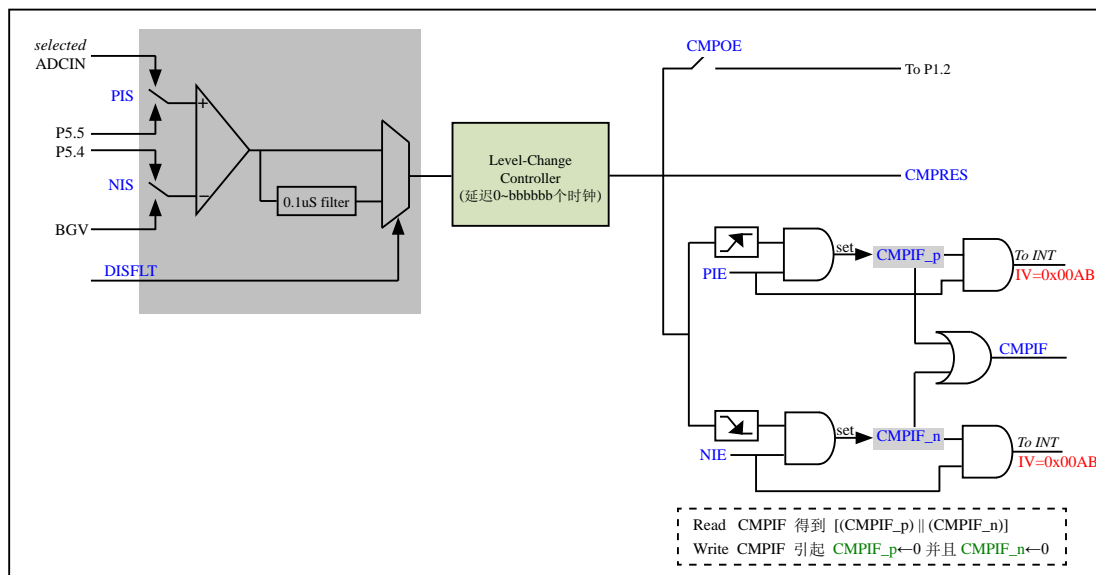 selected
ADCIN
PIS
P5.5
P5.4
NIS
BGV
DISFLT
+
−
0.1uS filter
Level-Change
Controller
(延迟0~bbbbbb个时钟)
CMPOE
To P1.2
CMPRES
PIE
set
CMPIF_p
To INT
IV=0x00AB
CMPIF
NIE
set
CMPIF_n
To INT
IV=0x00AB
Read CMPIF 得到 [(CMPIF_p) || (CMPIF_n)]
Write CMPIF 引起 CMPIF_p←0 并且 CMPIF_n←0